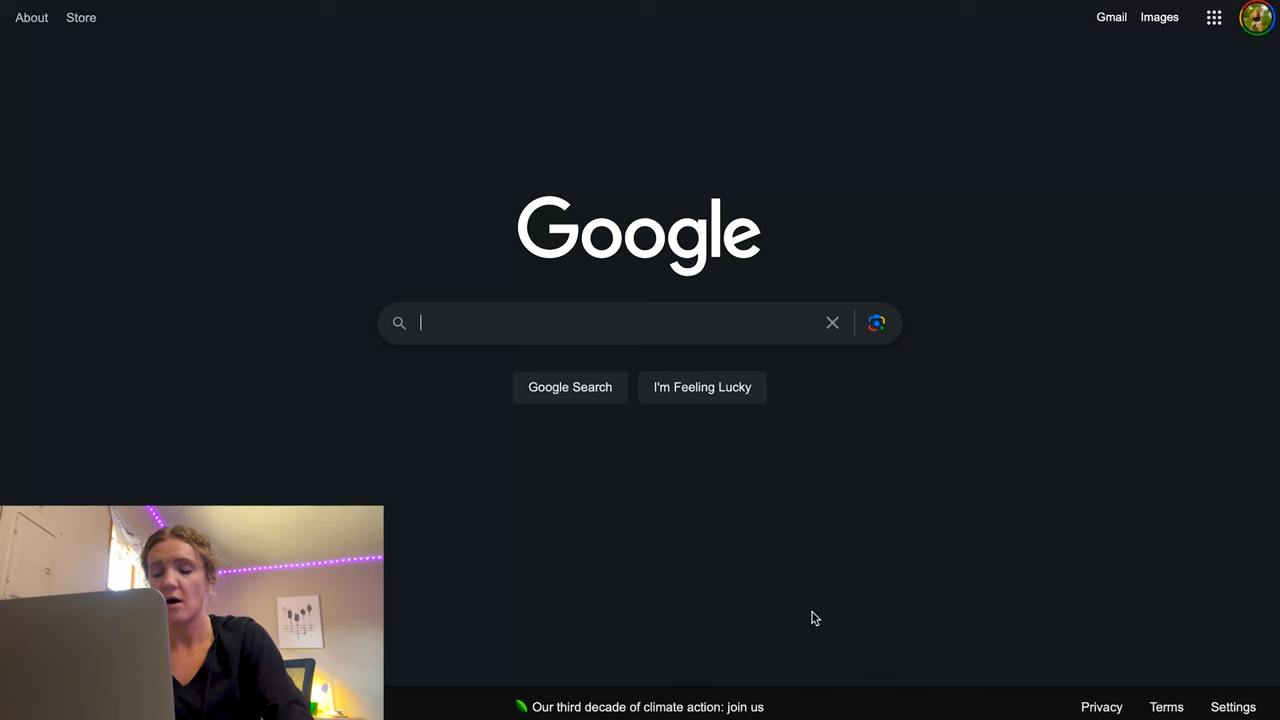 About
Store
Gmail
Images
Google
Google Search
I'm Feeling Lucky
Our third decade of climate action: join us
Privacy
Terms
Settings